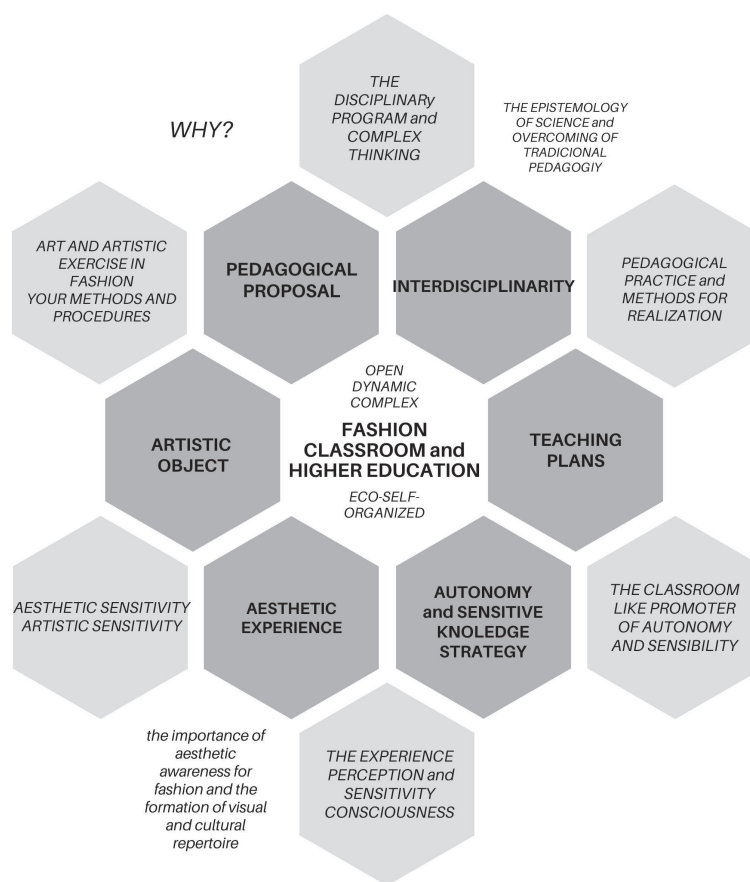 THE
DISCIPLINARy
PROGRAM and
COMPLEX
THINKING
WHY?
THE EPISTEMOLOGY
OF SCIENCE and
OVERCOMING OF
TRADICIONAL
PEDAGOGIY
ART AND ARTISTIC
EXERCISE IN
FASHION
YOUR METHODS AND
PROCEDURES
PEDAGOGICAL
PROPOSAL
INTERDISCIPLINARITY
PEDAGOGICAL
PRACTICE and
METHODS FOR
REALIZATION
OPEN
DYNAMIC
COMPLEX
FASHION
CLASSROOM and
HIGHER EDUCATION
ECO-SELF-
ORGANIZED
ARTISTIC
OBJECT
TEACHING
PLANS
AESTHETIC SENSITIVITY
ARTISTIC SENSITIVITY
AESTHETIC
EXPERIENCE
AUTONOMY
and SENSITIVE
KNOLEDGE
STRATEGY
THE CLASSROOM
LIKE PROMOTER
OF AUTONOMY
AND SENSIBILITY
the importance of
aesthetic
awareness for
fashion and the
formation of visual
and cultural
repertoire
THE EXPERIENCE
PERCEPTION and
SENSITIVITY
CONSCIOUSNESS